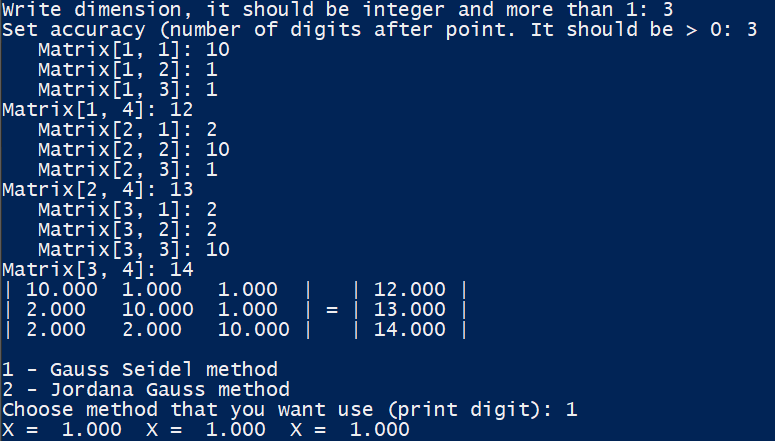 Write dimension, it should be integer and more than 1: 3
Set accuracy (number of digits after point. It should be > 0: 3
   Matrix[1, 1]: 10
   Matrix[1, 2]: 1
   Matrix[1, 3]: 1
Matrix[1, 4]: 12
   Matrix[2, 1]: 2
   Matrix[2, 2]: 10
   Matrix[2, 3]: 1
Matrix[2, 4]: 13
   Matrix[3, 1]: 2
   Matrix[3, 2]: 2
   Matrix[3, 3]: 10
Matrix[3, 4]: 14
| 10.000  1.000   1.000  |   | 12.000 |
| 2.000   10.000  1.000  | = | 13.000 |
| 2.000   2.000   10.000 |   | 14.000 |

1 - Gauss Seidel method
2 - Jordana Gauss method
Choose method that you want use (print digit): 1
X =  1.000  X =  1.000  X =  1.000